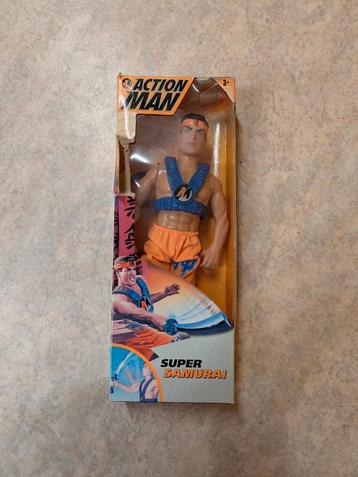 ACTION
MAN
3+
SUPER
SAMURAI